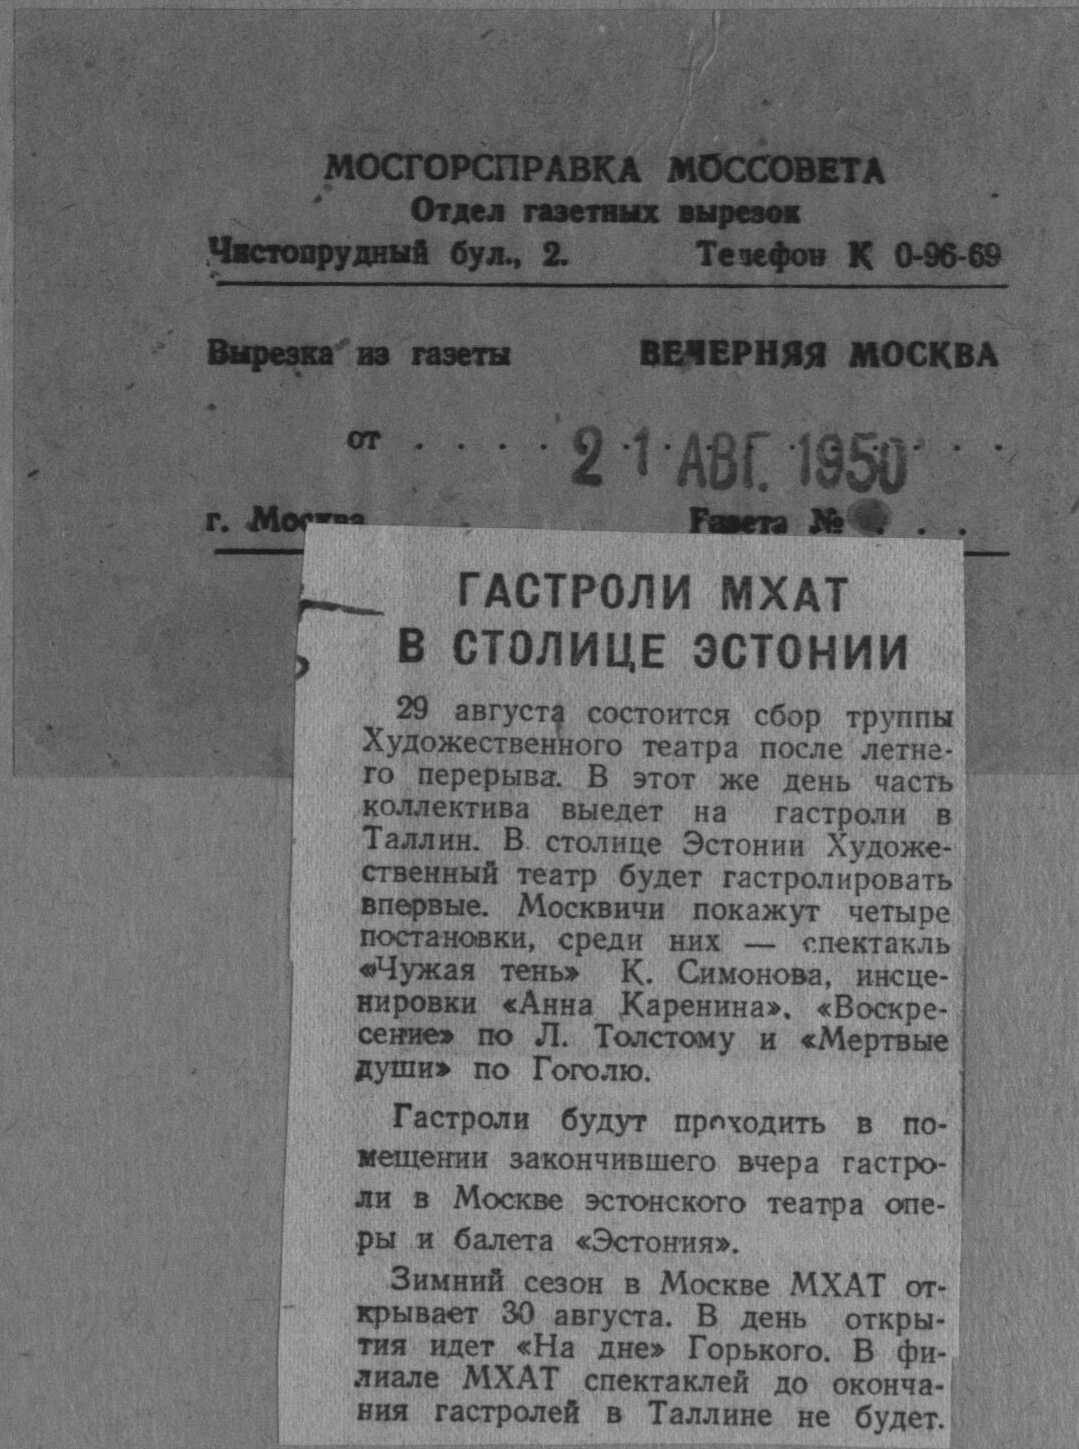 МОСГОРСПРАВКА МОССОВЕТА
Отдел газетных вырезок
Чистопрудный бул., 2. Телефон К 0-96-69
Вырезка из газеты ВЕЧЕРНЯЯ МОСКВА
от . . . . 21 АВГ. 1950 . .
г. Москва Газета № . . .
ГАСТРОЛИ МХАТ
В СТОЛИЦЕ ЭСТОНИИ
29 августа состоится сбор труппы
Художественного театра после летне-
го перерыва. В этот же день часть
коллектива выедет на гастроли в
Таллин. В столице Эстонии Художе-
ственный театр будет гастролировать
впервые. Москвичи покажут четыре
постановки, среди них — спектакль
«Чужая тень» К. Симонова, инсце-
нировки «Анна Каренина». «Воскре-
сение» по Л. Толстому и «Мертвые
души» по Гоголю.
Гастроли будут проходить в по-
мещении закончившего вчера гастро-
ли в Москве эстонского театра опе-
ры и балета «Эстония».
Зимний сезон в Москве МХАТ от-
крывает 30 августа. В день откры-
тия идет «На дне» Горького. В фи-
лиале МХАТ спектаклей до оконча-
ния гастролей в Таллине не будет.